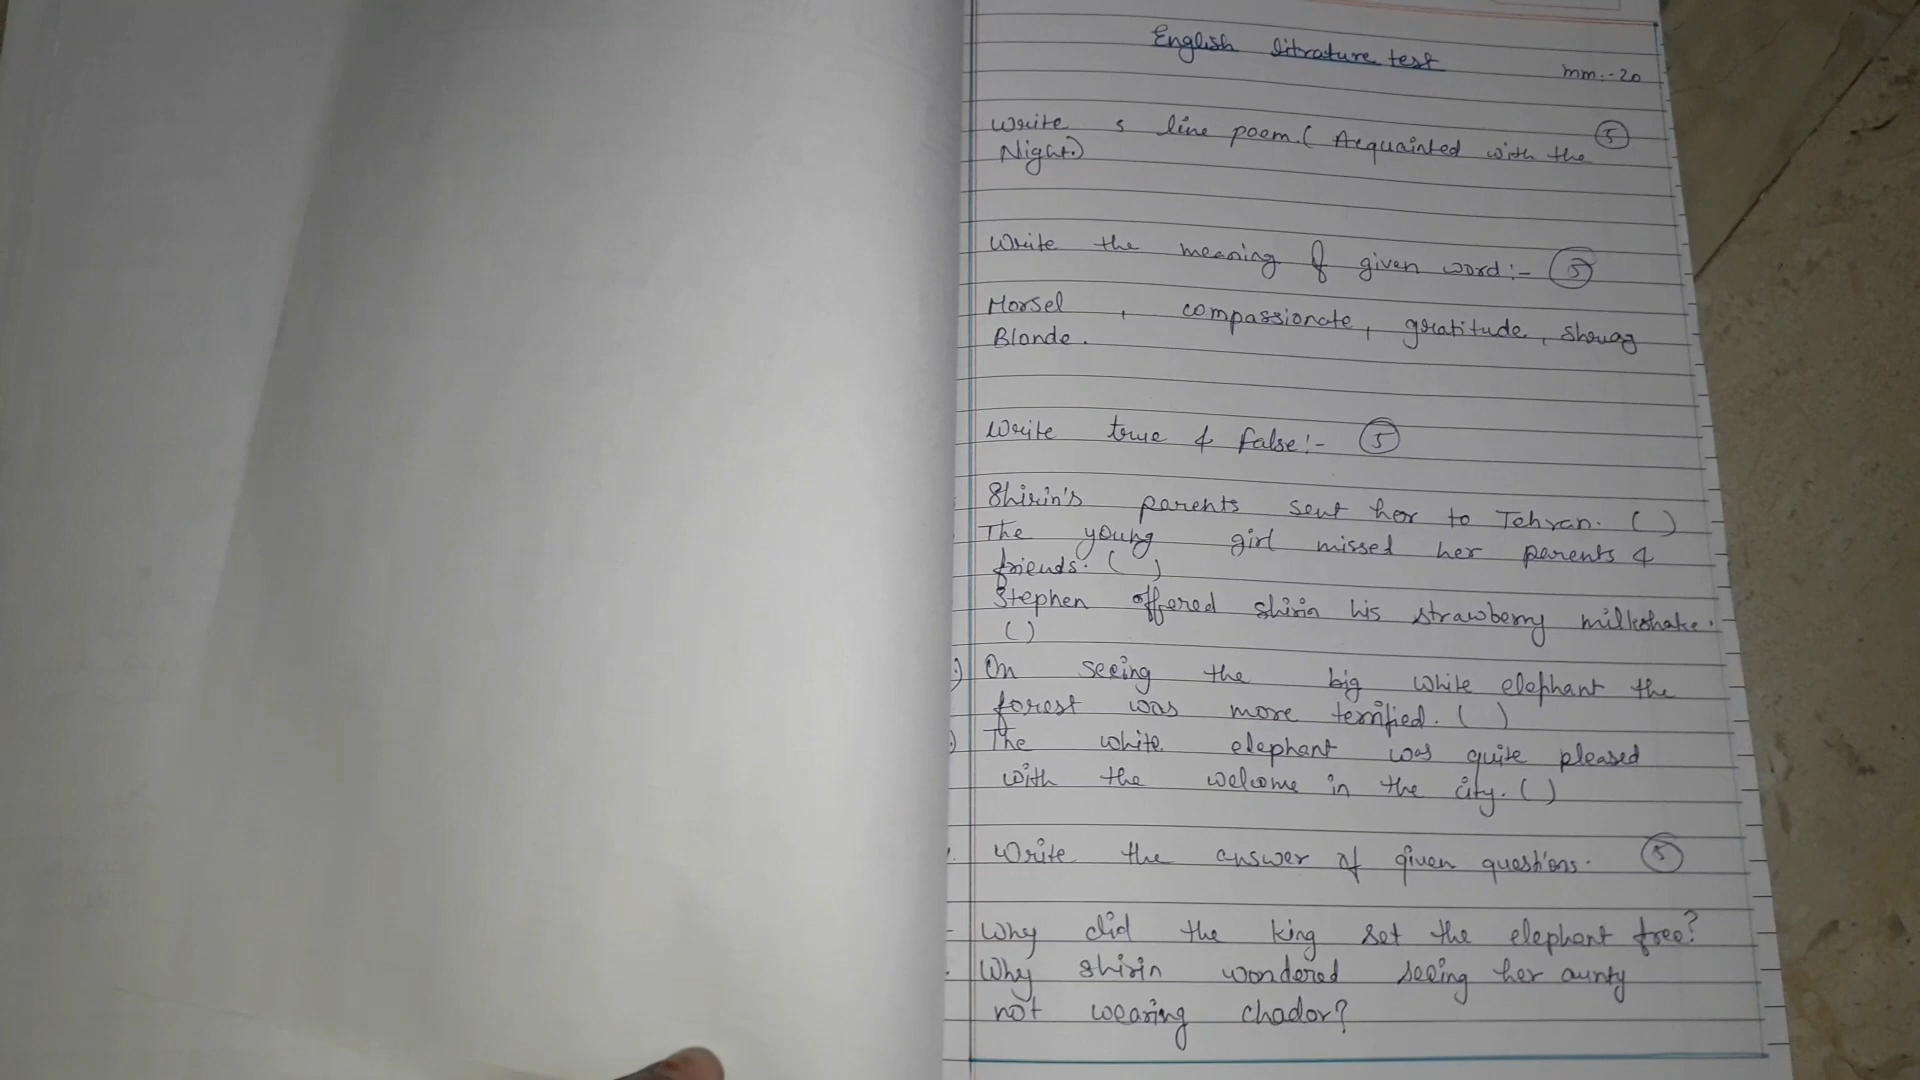 English litrature test
mm:-20
Write 5 line poem. ( Acquainted with the 5
Night.)
Write the meaning of given word:- 5
Morsel , compassionate, gratitude, shrug
Blonde.
Write true & false:- 5
Shirin's parents sent her to Tehran. ( )
The young girl missed her parents &
friends. ( )
Stephen offered shirin his strawberry milkshake.
( )
On seeing the big white elephant the
forest was more terrified. ( )
The white elephant was quite pleased
with the welcome in the city. ( )
Write the answer of given questions. 5
Why did the king set the elephant free?
Why shirin wondered seeing her aunty
not wearing chador?